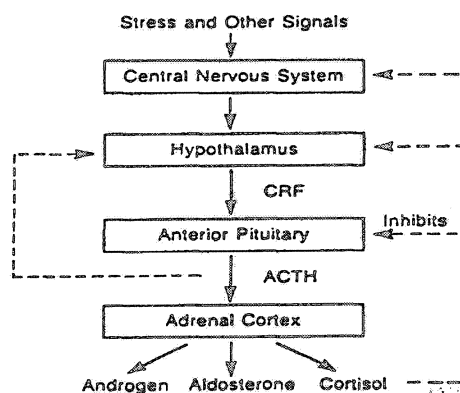 Stress and Other Signals
Central Nervous System
Hypothalamus
CRF
Inhibits
Anterior Pituitary
ACTH
Adrenal Cortex
Androgen Aldosterone Cortisol